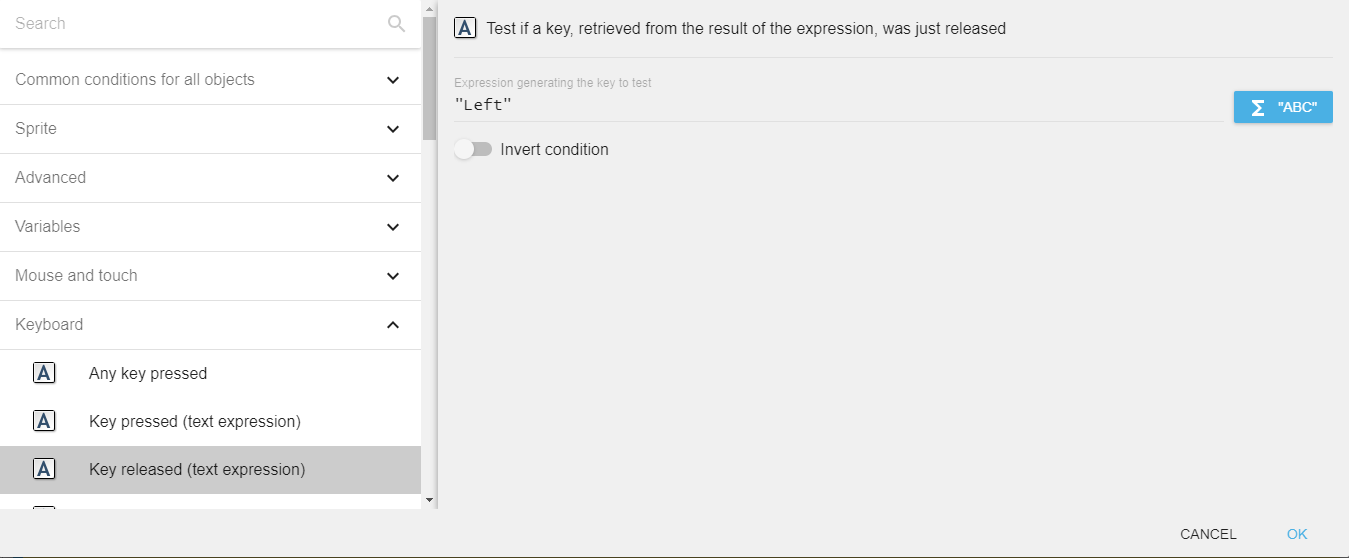 Search
Common conditions for all objects
Sprite
Advanced
Variables
Mouse and touch
Keyboard
A Any key pressed
A Key pressed (text expression)
A Key released (text expression)
A Test if a key, retrieved from the result of the expression, was just released
Expression generating the key to test
"Left"
Σ "ABC"
Invert condition
CANCEL OK